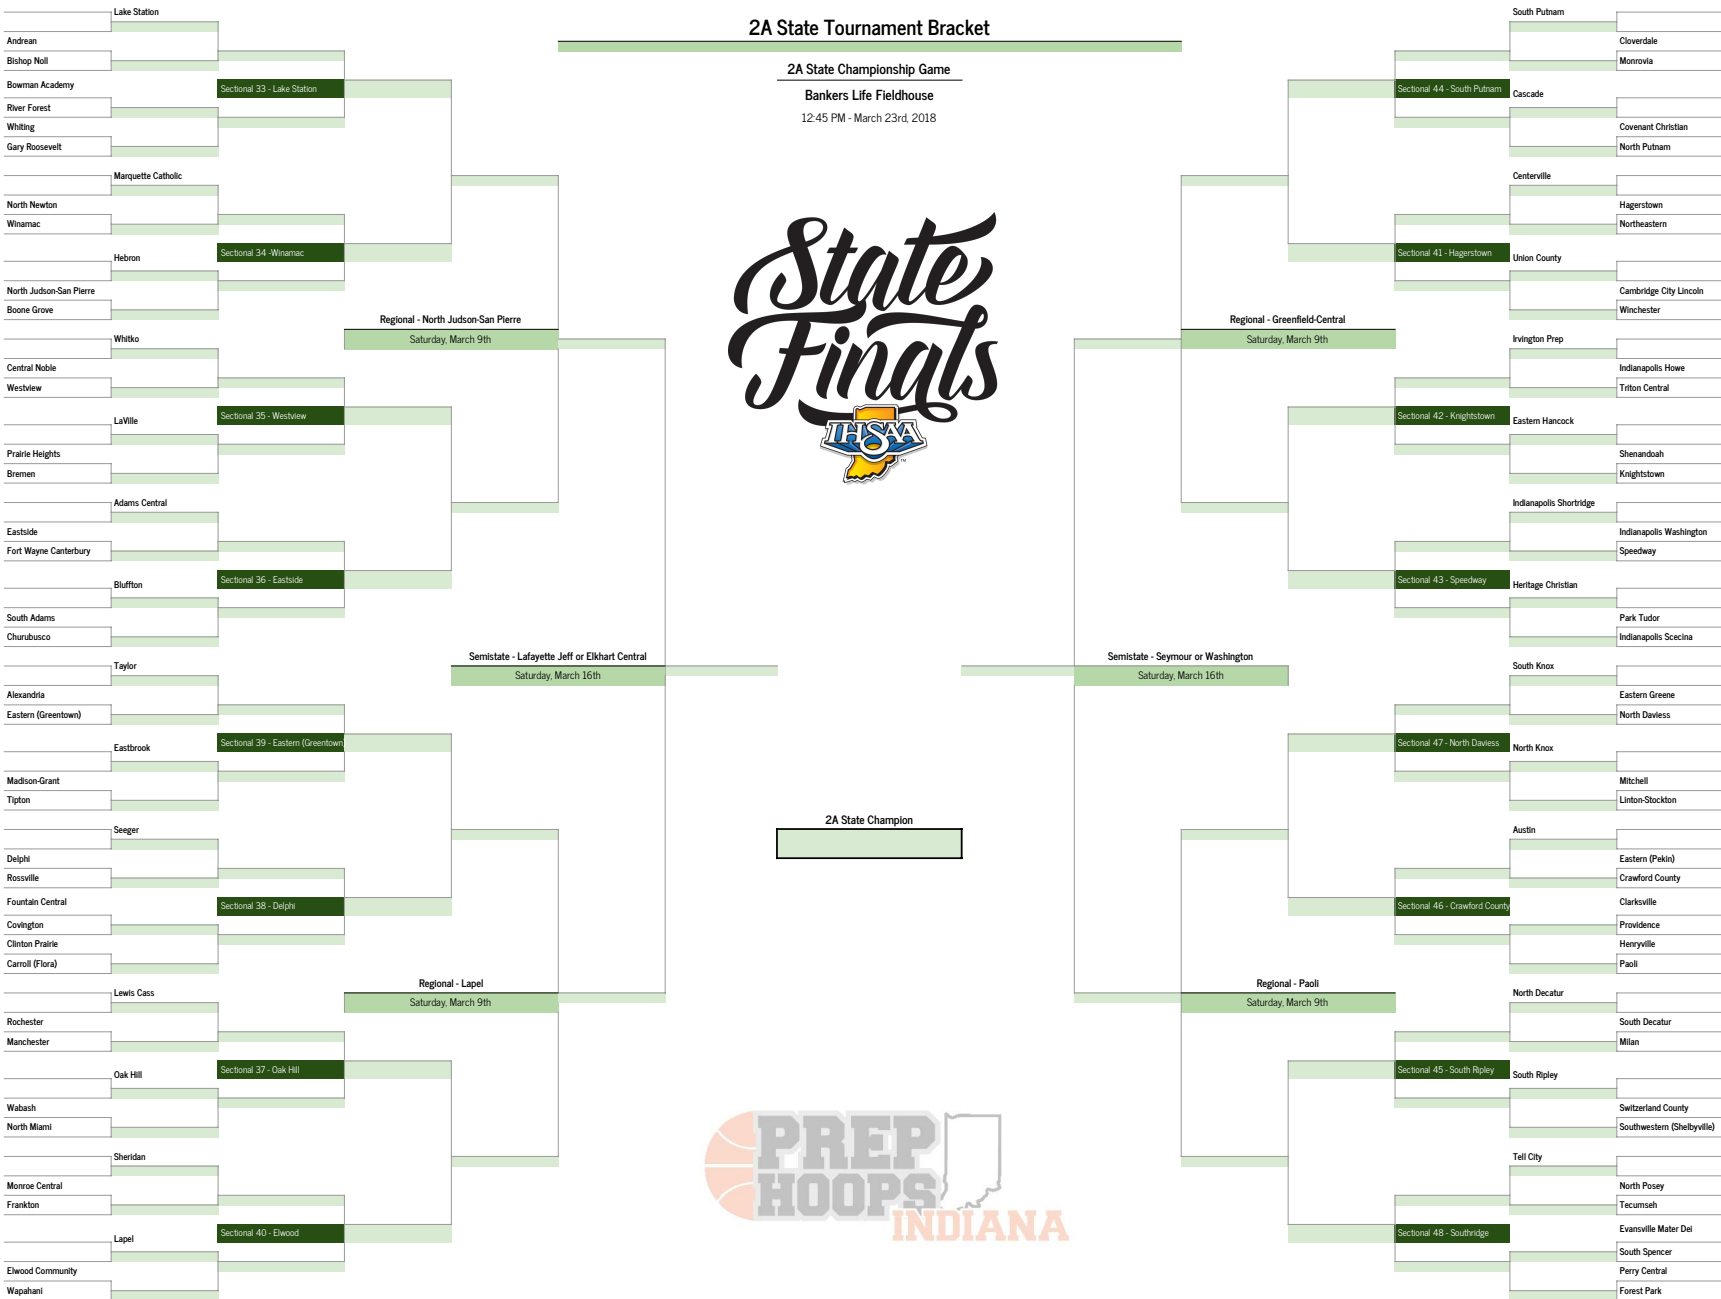 2A State Tournament Bracket
2A State Championship Game
Bankers Life Fieldhouse
12:45 PM - March 23rd, 2018
State
Finals
IHSAA
TM
Lake Station
Andrean
Bishop Noll
Bowman Academy
Sectional 33 - Lake Station
River Forest
Whiting
Gary Roosevelt
Marquette Catholic
North Newton
Winamac
Sectional 34 -Winamac
Hebron
North Judson-San Pierre
Boone Grove
Regional - North Judson-San Pierre
Saturday, March 9th
Whitko
Central Noble
Westview
Sectional 35 - Westview
LaVille
Prairie Heights
Bremen
Adams Central
Eastside
Fort Wayne Canterbury
Sectional 36 - Eastside
Bluffton
South Adams
Churubusco
Semistate - Lafayette Jeff or Elkhart Central
Saturday, March 16th
Taylor
Alexandria
Eastern (Greentown)
Sectional 39 - Eastern (Greentown
Eastbrook
Madison-Grant
Tipton
Seeger
Delphi
Rossville
Fountain Central
Sectional 38 - Delphi
Covington
Clinton Prairie
Carroll (Flora)
Regional - Lapel
Saturday, March 9th
Lewis Cass
Rochester
Manchester
Sectional 37 - Oak Hill
Oak Hill
Wabash
North Miami
Sheridan
Monroe Central
Frankton
Sectional 40 - Elwood
Lapel
Elwood Community
Wapahani
South Putnam
Cloverdale
Monrovia
Sectional 44 - South Putnam
Cascade
Covenant Christian
North Putnam
Centerville
Hagerstown
Northeastern
Sectional 41 - Hagerstown
Union County
Cambridge City Lincoln
Winchester
Regional - Greenfield-Central
Saturday, March 9th
Irvington Prep
Indianapolis Howe
Triton Central
Sectional 42 - Knightstown
Eastern Hancock
Shenandoah
Knightstown
Indianapolis Shortridge
Indianapolis Washington
Speedway
Sectional 43 - Speedway
Heritage Christian
Park Tudor
Indianapolis Scecina
Semistate - Seymour or Washington
Saturday, March 16th
South Knox
Eastern Greene
North Daviess
Sectional 47 - North Daviess
North Knox
Mitchell
Linton-Stockton
Austin
Eastern (Pekin)
Crawford County
Clarksville
Sectional 46 - Crawford County
Providence
Henryville
Paoli
Regional - Paoli
Saturday, March 9th
North Decatur
South Decatur
Milan
Sectional 45 - South Ripley
South Ripley
Switzerland County
Southwestern (Shelbyville)
Tell City
North Posey
Tecumseh
Evansville Mater Dei
Sectional 48 - Southridge
South Spencer
Perry Central
Forest Park
2A State Champion
PREP
HOOPS
INDIANA